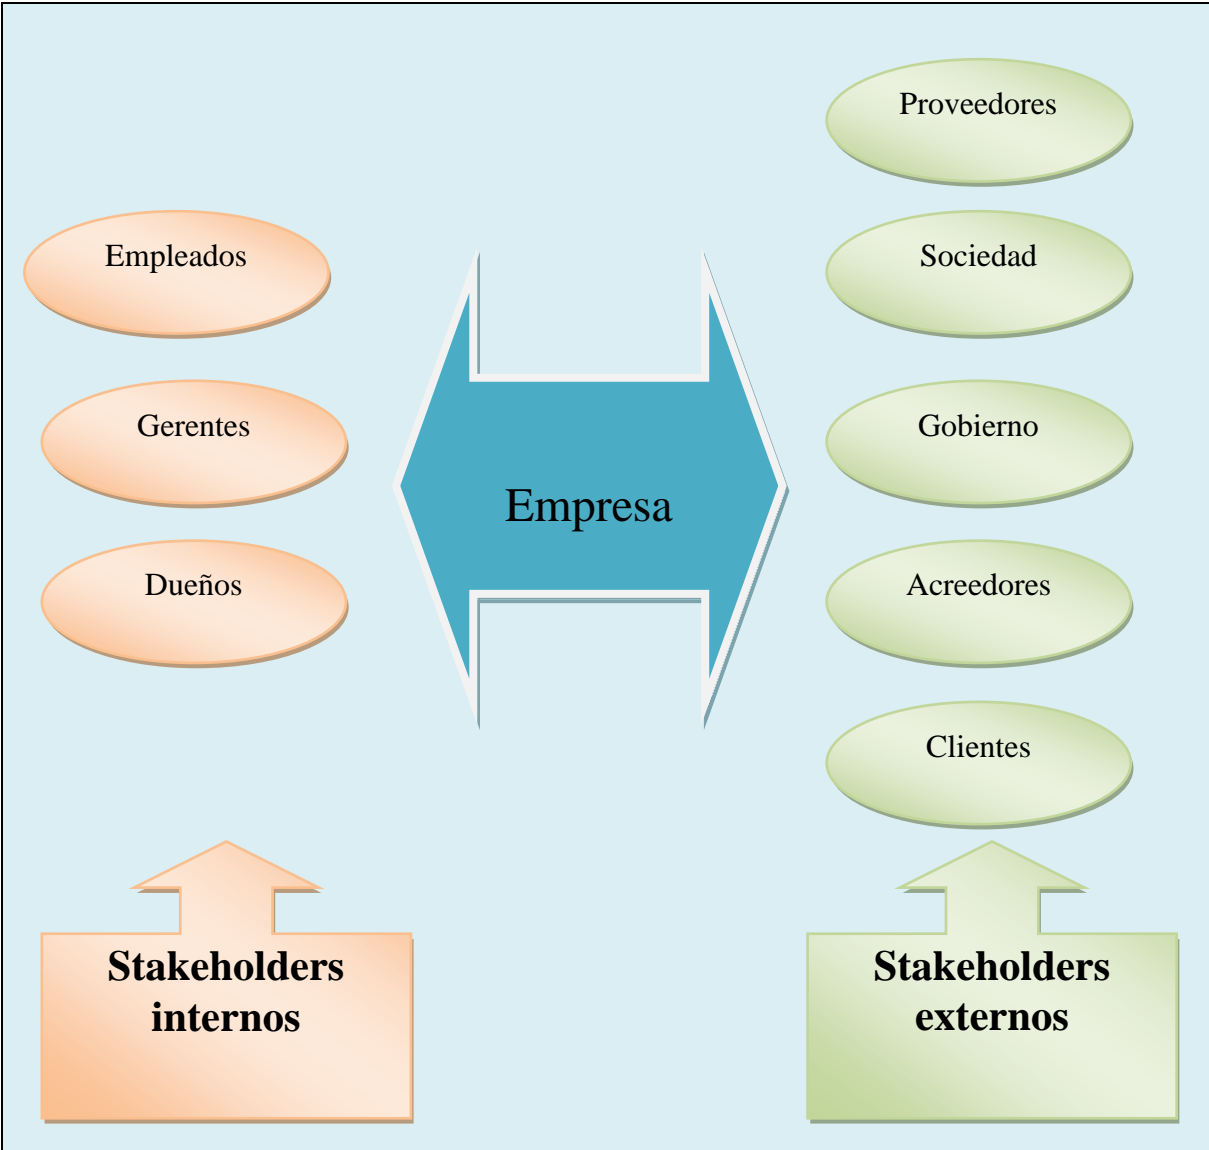 Proveedores
Empleados
Sociedad
Gerentes
Gobierno
Empresa
Dueños
Acreedores
Clientes
Stakeholders
internos
Stakeholders
externos